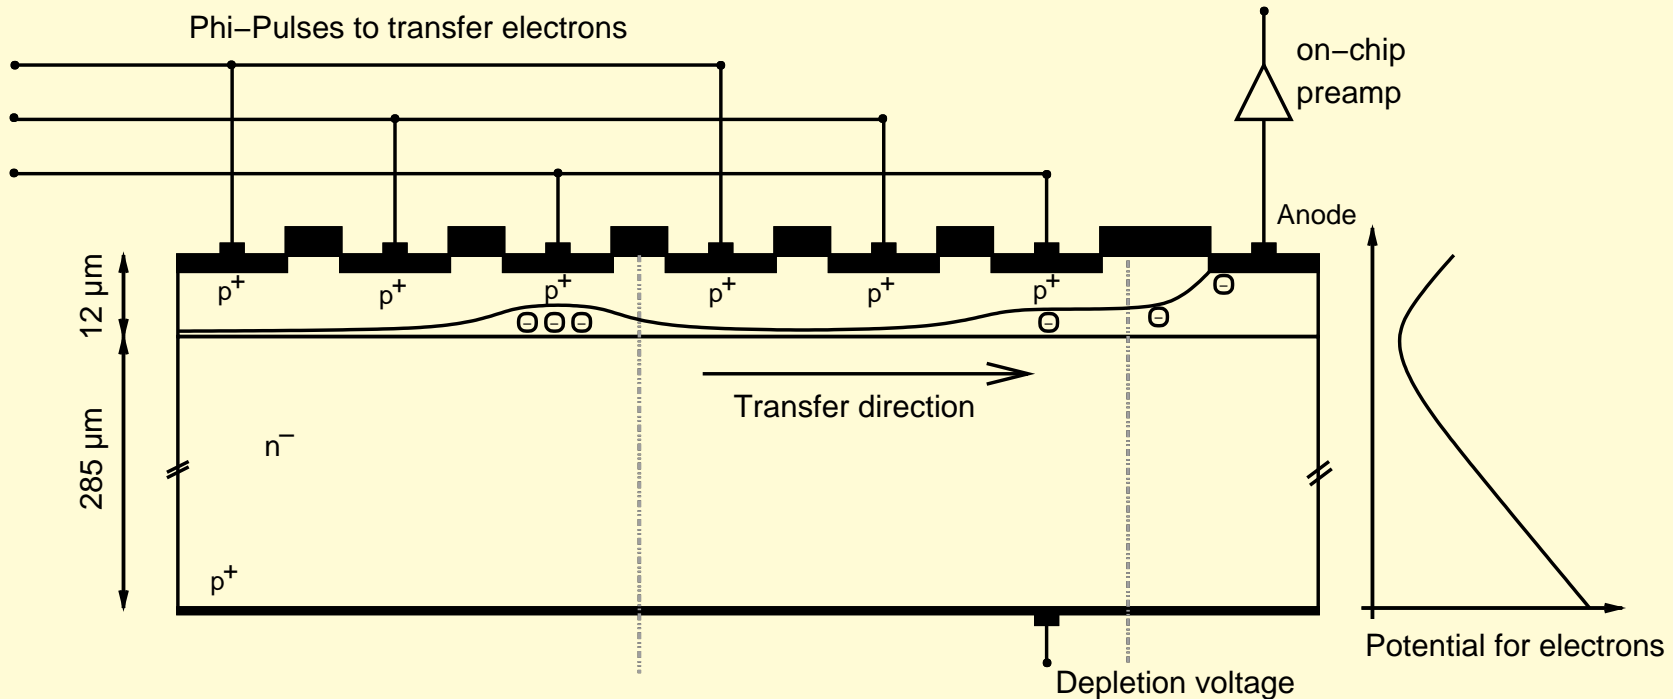 Phi−Pulses to transfer electrons
on−chip
preamp
Anode
12 µm
p+
p+
p+
p+
p+
p+
− − −
−
−
−
Transfer direction
285 µm
n−
p+
Potential for electrons
Depletion voltage